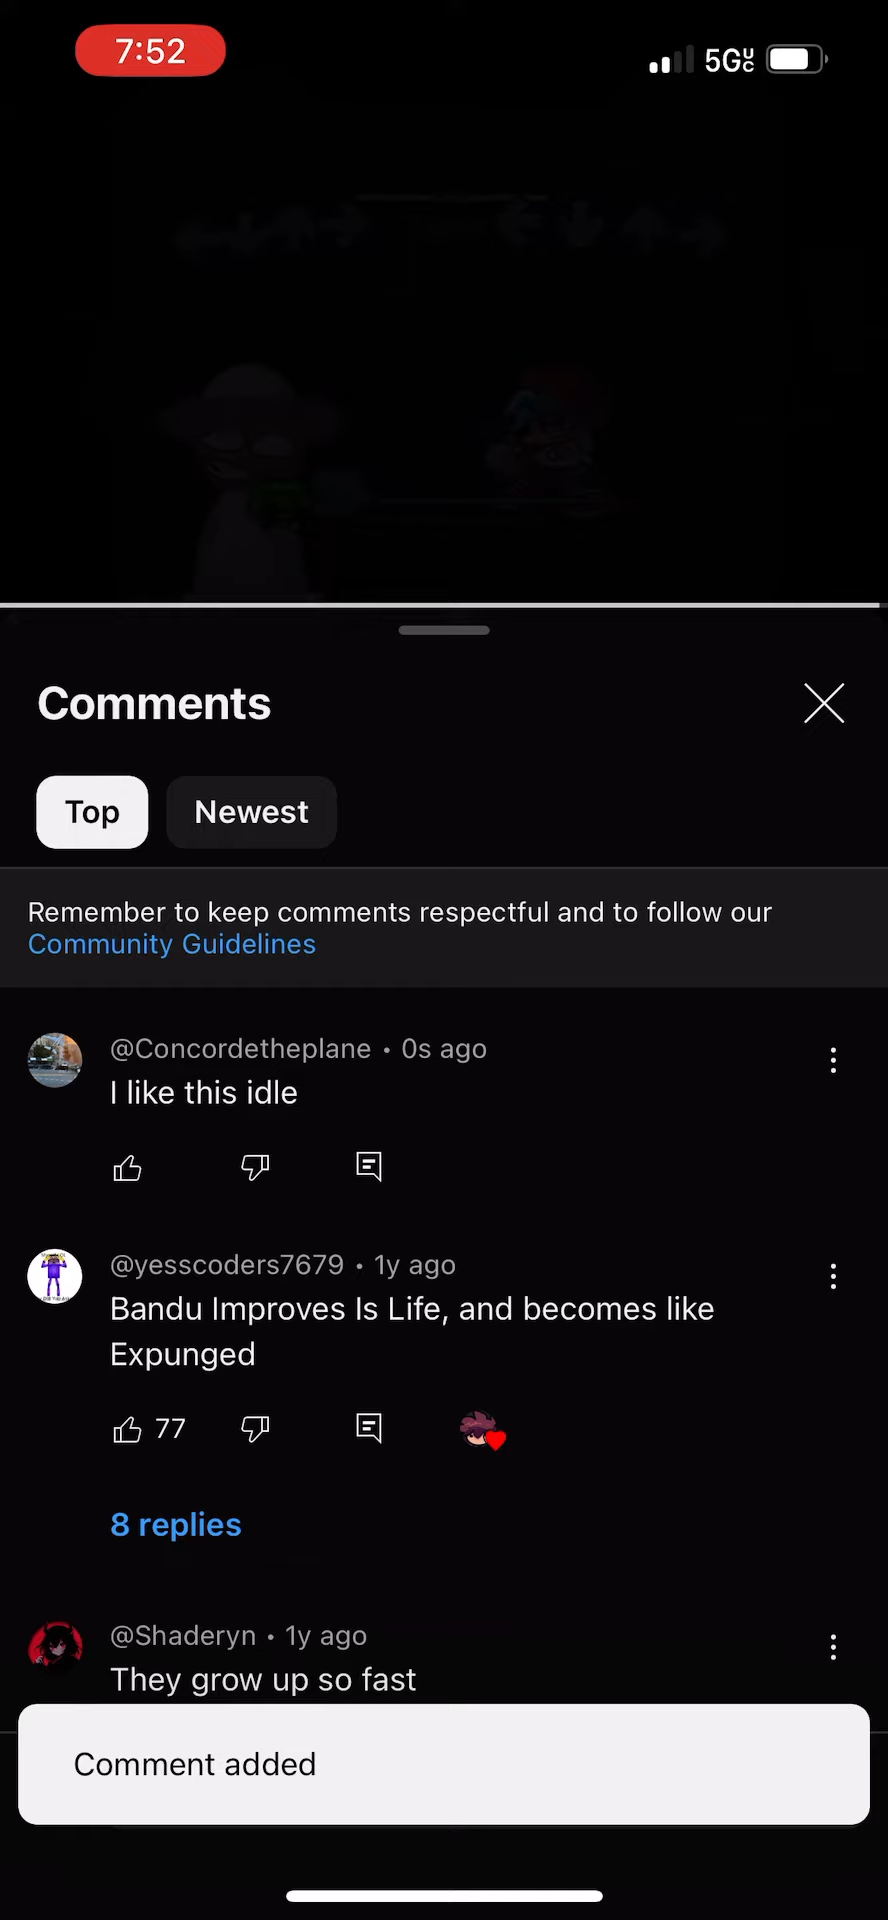 7:52
5GUC
Comments
Top
Newest
Remember to keep comments respectful and to follow our
Community Guidelines
@Concordetheplane • 0s ago
I like this idle
@yesscoders7679 • 1y ago
Bandu Improves Is Life, and becomes like
Expunged
77
8 replies
@Shaderyn • 1y ago
They grow up so fast
Comment added